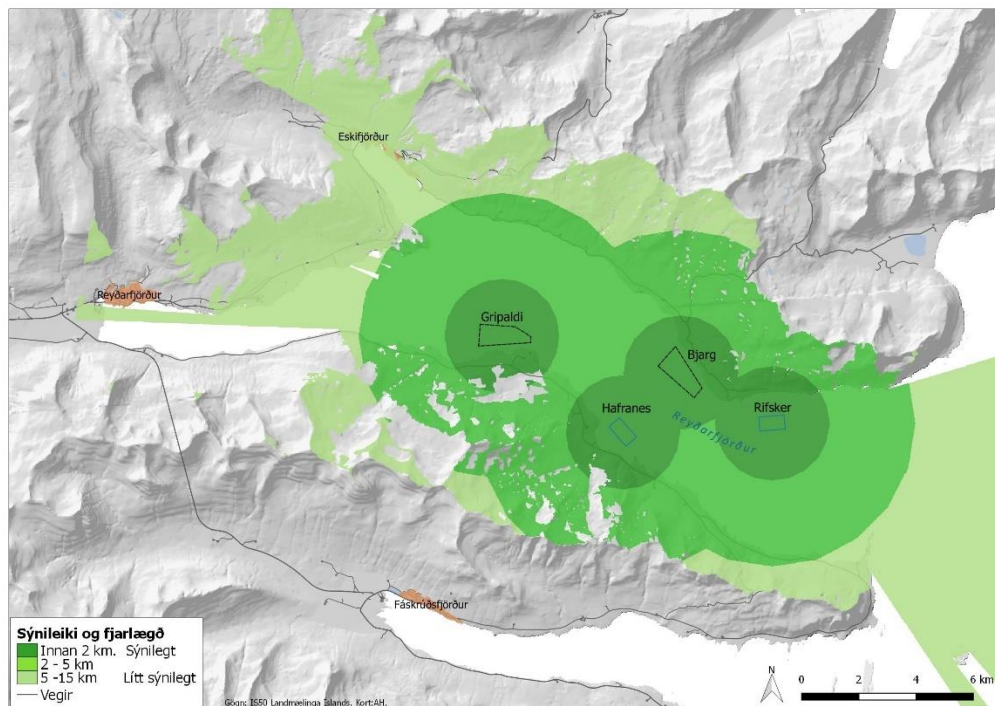 Eskifjörður
Reyðarfjörður
Gripaldi
Bjarg
Hafranes
Rifsker
Reyðarfjörður
Fáskrúðsfjörður
Sýnileiki og fjarlægð
Innan 2 km. Sýnilegt
2 - 5 km
5 -15 km Lítt sýnilegt
Vegir
Gögn: IS50 Landmælinga Íslands. Kort:AH.
N
0 2 4 6 km